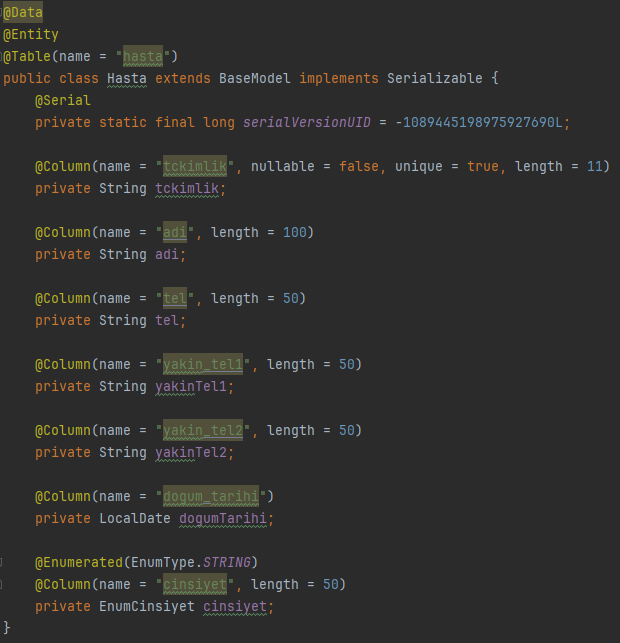 @Data
@Entity
@Table(name = "hasta")
public class Hasta extends BaseModel implements Serializable {
@Serial
private static final long serialVersionUID = -1089445198975927690L;
@Column(name = "tckimlik", nullable = false, unique = true, length = 11)
private String tckimlik;
@Column(name = "adi", length = 100)
private String adi;
@Column(name = "tel", length = 50)
private String tel;
@Column(name = "yakin_tel1", length = 50)
private String yakinTel1;
@Column(name = "yakin_tel2", length = 50)
private String yakinTel2;
@Column(name = "dogum_tarihi")
private LocalDate dogumTarihi;
@Enumerated(EnumType.STRING)
@Column(name = "cinsiyet", length = 50)
private EnumCinsiyet cinsiyet;
}